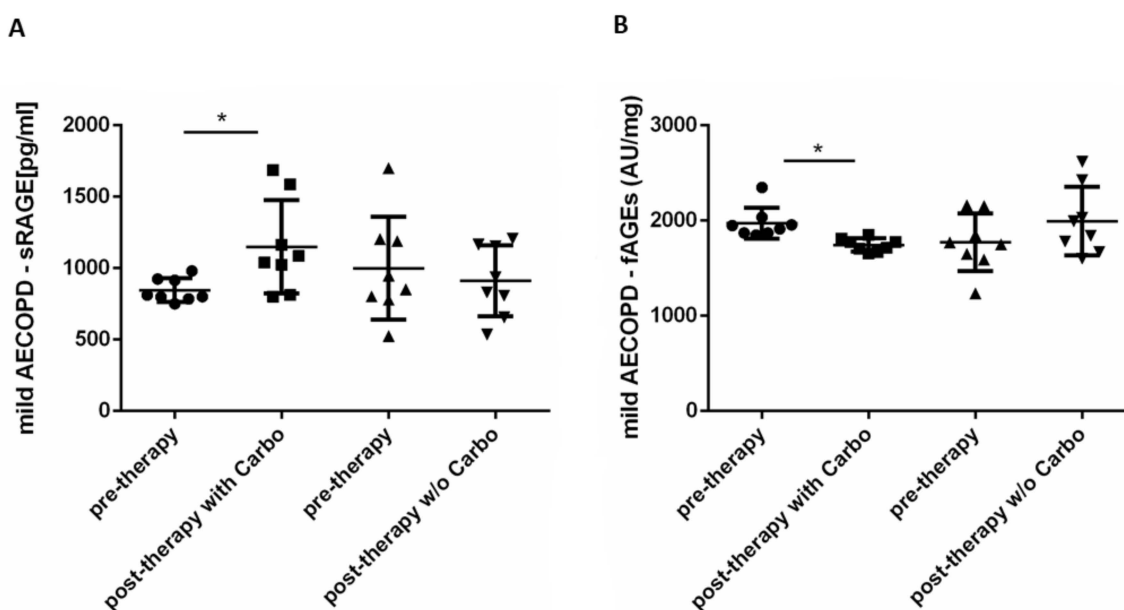 A
mild AECOPD - sRAGE[pg/ml]
2000
1500
1000
500
0
*
pre-therapy
post-therapy with Carbo
pre-therapy
post-therapy w/o Carbo
B
mild AECOPD - fAGEs (AU/mg)
3000
2000
1000
0
*
pre-therapy
post-therapy with Carbo
pre-therapy
post-therapy w/o Carbo